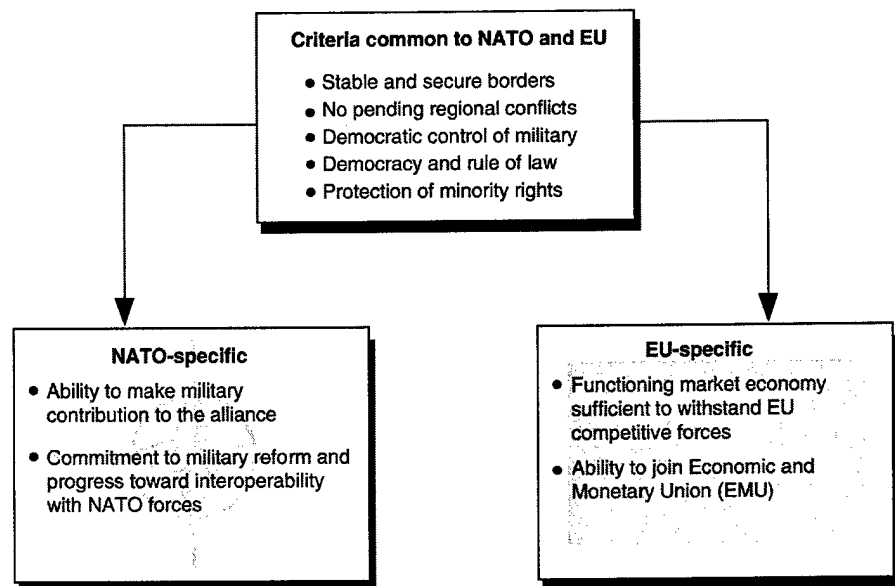 Criteria common to NATO and EU
● Stable and secure borders
● No pending regional conflicts
● Democratic control of military
● Democracy and rule of law
● Protection of minority rights
NATO-specific
● Ability to make military
contribution to the alliance
● Commitment to military reform and
progress toward interoperability
with NATO forces
EU-specific
● Functioning market economy
sufficient to withstand EU
competitive forces
● Ability to join Economic and
Monetary Union (EMU)